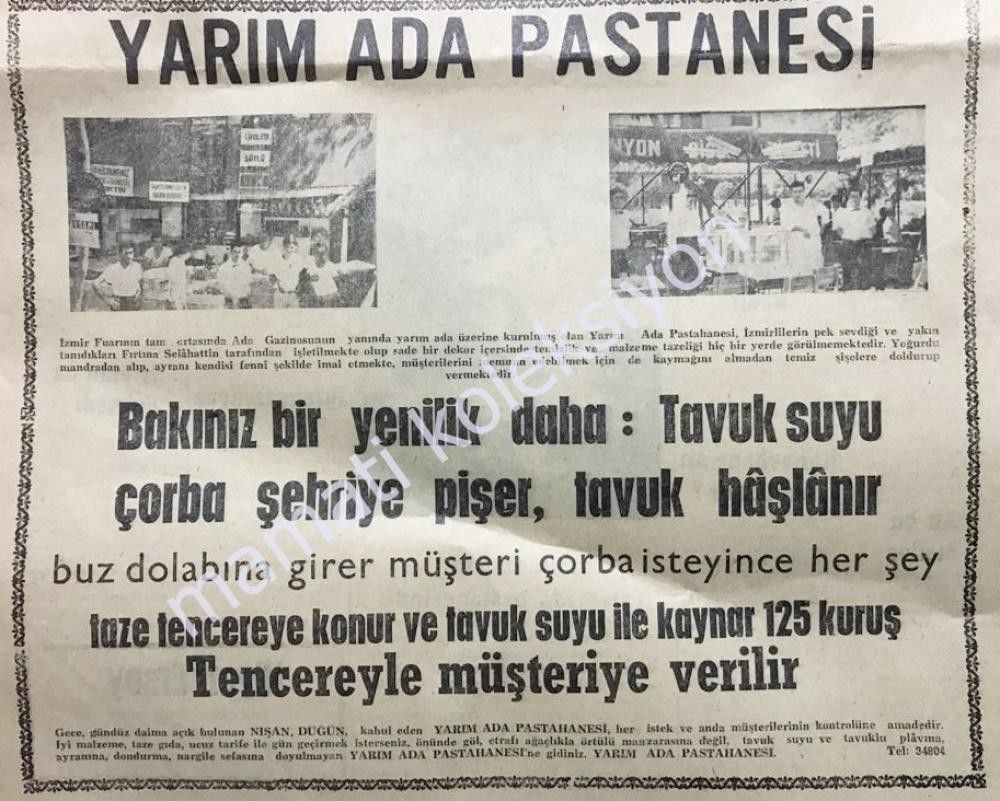 YARIM ADA PASTANESİ
NYON
İzmir Fuarının tam ortasında Ada Gazinosunun yanında yarım ada üzerine kurulmuş olan Yarım Ada Pastahanesi, İzmirlilerin pek sevdiği ve yakın
tanıdıkları Fırtına Selâhattin tarafından işletilmekte olup sade bir dekor içersinde temizlik ve malzeme tazeliği hiç bir yerde görülmemektedir. Yoğurdu
mandradan alıp, ayranı kendisi fenni şekilde imal etmekte, müşterilerini memnun edebilmek için de kaymağını almadan temiz şişelere doldurup
vermektedir.
Bakınız bir yenilik daha : Tavuk suyu
çorba şehriye pişer, tavuk hâşlânır
buz dolabına girer müşteri çorba isteyince her şey
taze tencereye konur ve tavuk suyu ile kaynar 125 kuruş
Tencereyle müşteriye verilir
Gece, gündüz daima açık bulunan NİŞAN, DÜĞÜN, kabul eden YARIM ADA PASTAHANESİ, her istek ve anda müşterilerinin kontrolüne amadedir.
İyi malzeme, taze gıda, ucuz tarife ile gün geçirmek isterseniz, önünde göl, etrafı ağaçlıkla örtülü manzarasına değil, tavuk suyu ve tavuklu plâvına,
ayranına, dondurma, nargile sefasına doyulmayan YARIM ADA PASTAHANESİ'ne gidiniz. YARIM ADA PASTAHANESİ. Tel: 34804
mamati koleksiyon